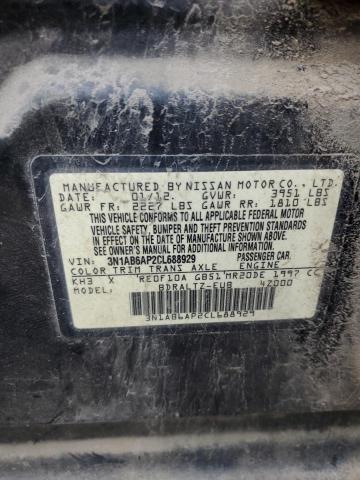 MANUFACTURED BY NISSAN MOTOR CO., LTD.
DATE: 01/12. GVWR: 3951 LBS
GAWR FR: 2227 LBS GAWR RR: 1810 LBS
THIS VEHICLE CONFORMS TO ALL APPLICABLE FEDERAL MOTOR
VEHICLE SAFETY, BUMPER AND THEFT PREVENTION STANDARDS
IN EFFECT ON THE DATE OF MANUFACTURE SHOWN ABOVE.
SEE OWNER'S MANUAL ADDITIONAL INFORMATION.
VIN: 3N1AB6AP2CL688929 PASSENGER CAR.
COLOR TRIM TRANS AXLE ENGINE
KH3 X RE0F10A GB51 MR20DE 1997 CC
MODEL: BDRALTZ-EUB 4Z000
3N1AB6AP2CL688929